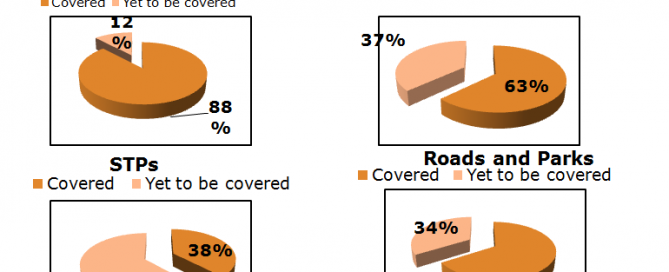 Covered Yet to be covered
12
%
88
%
37%
63%
STPs
Covered Yet to be covered
Roads and Parks
Covered Yet to be covered
38%
34%